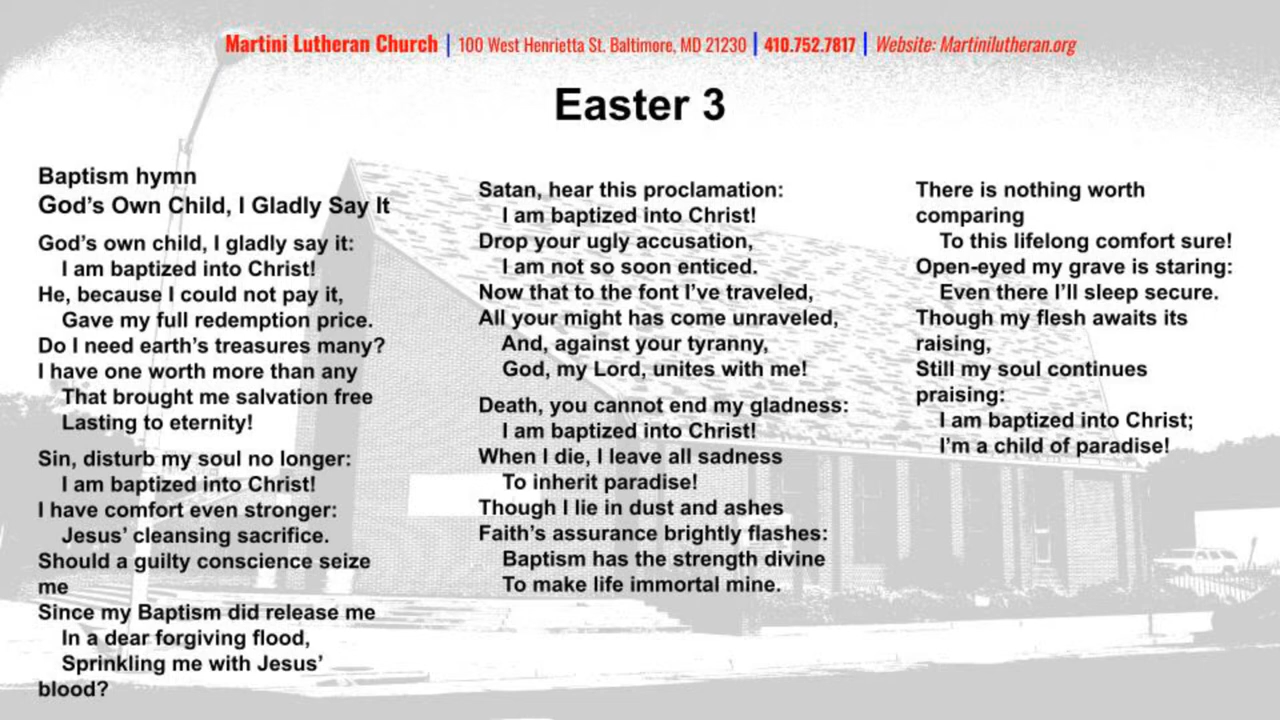 Martini Lutheran Church | 100 West Henrietta St. Baltimore, MD 21230 | 410.752.7817 | Website: Martinilutheran.org
Easter 3
Baptism hymn
God's Own Child, I Gladly Say It
God's own child, I gladly say it:
I am baptized into Christ!
He, because I could not pay it,
Gave my full redemption price.
Do I need earth's treasures many?
I have one worth more than any
That brought me salvation free
Lasting to eternity!
Sin, disturb my soul no longer:
I am baptized into Christ!
I have comfort even stronger:
Jesus' cleansing sacrifice.
Should a guilty conscience seize
me
Since my Baptism did release me
In a dear forgiving flood,
Sprinkling me with Jesus'
blood?
Satan, hear this proclamation:
I am baptized into Christ!
Drop your ugly accusation,
I am not so soon enticed.
Now that to the font I've traveled,
All your might has come unraveled,
And, against your tyranny,
God, my Lord, unites with me!
Death, you cannot end my gladness:
I am baptized into Christ!
When I die, I leave all sadness
To inherit paradise!
Though I lie in dust and ashes
Faith's assurance brightly flashes:
Baptism has the strength divine
To make life immortal mine.
There is nothing worth
comparing
To this lifelong comfort sure!
Open-eyed my grave is staring:
Even there I'll sleep secure.
Though my flesh awaits its
raising,
Still my soul continues
praising:
I am baptized into Christ;
I'm a child of paradise!